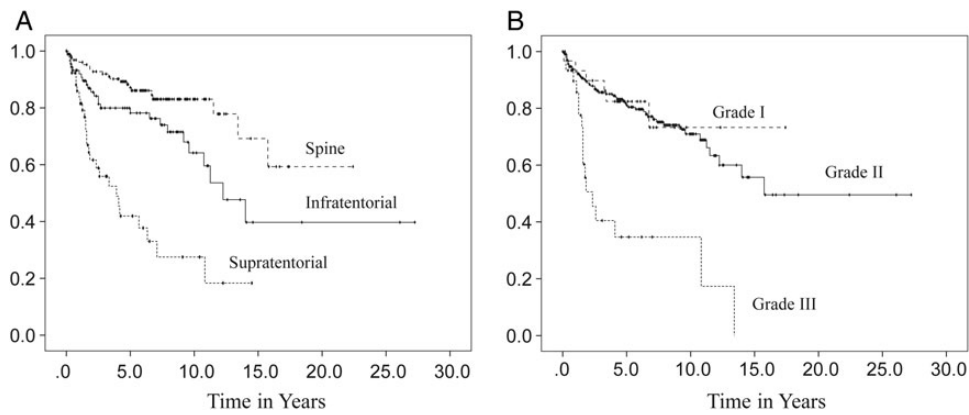 A
1.0
0.8
0.6
0.4
0.2
0.0
Spine
Infratentorial
Supratentorial
.0 5.0 10.0 15.0 20.0 25.0 30.0
Time in Years
B
1.0
0.8
0.6
0.4
0.2
0.0
Grade I
Grade II
Grade III
.0 5.0 10.0 15.0 20.0 25.0 30.0
Time in Years